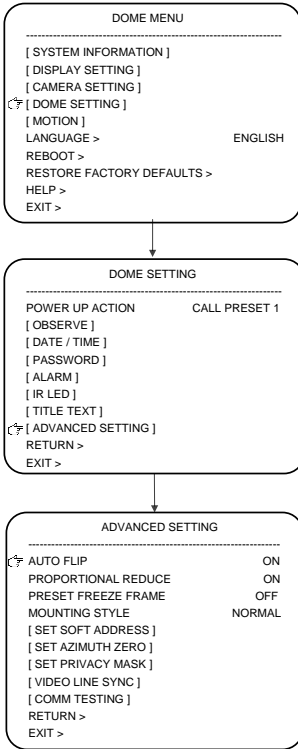 DOME MENU
[ SYSTEM INFORMATION ]
[ DISPLAY SETTING ]
[ CAMERA SETTING ]
[ DOME SETTING ]
[ MOTION ]
LANGUAGE > ENGLISH
REBOOT >
RESTORE FACTORY DEFAULTS >
HELP >
EXIT >
DOME SETTING
POWER UP ACTION CALL PRESET 1
[ OBSERVE ]
[ DATE / TIME ]
[ PASSWORD ]
[ ALARM ]
[ IR LED ]
[ TITLE TEXT ]
[ ADVANCED SETTING ]
RETURN >
EXIT >
ADVANCED SETTING
AUTO FLIP ON
PROPORTIONAL REDUCE ON
PRESET FREEZE FRAME OFF
MOUNTING STYLE NORMAL
[ SET SOFT ADDRESS ]
[ SET AZIMUTH ZERO ]
[ SET PRIVACY MASK ]
[ VIDEO LINE SYNC ]
[ COMM TESTING ]
RETURN >
EXIT >